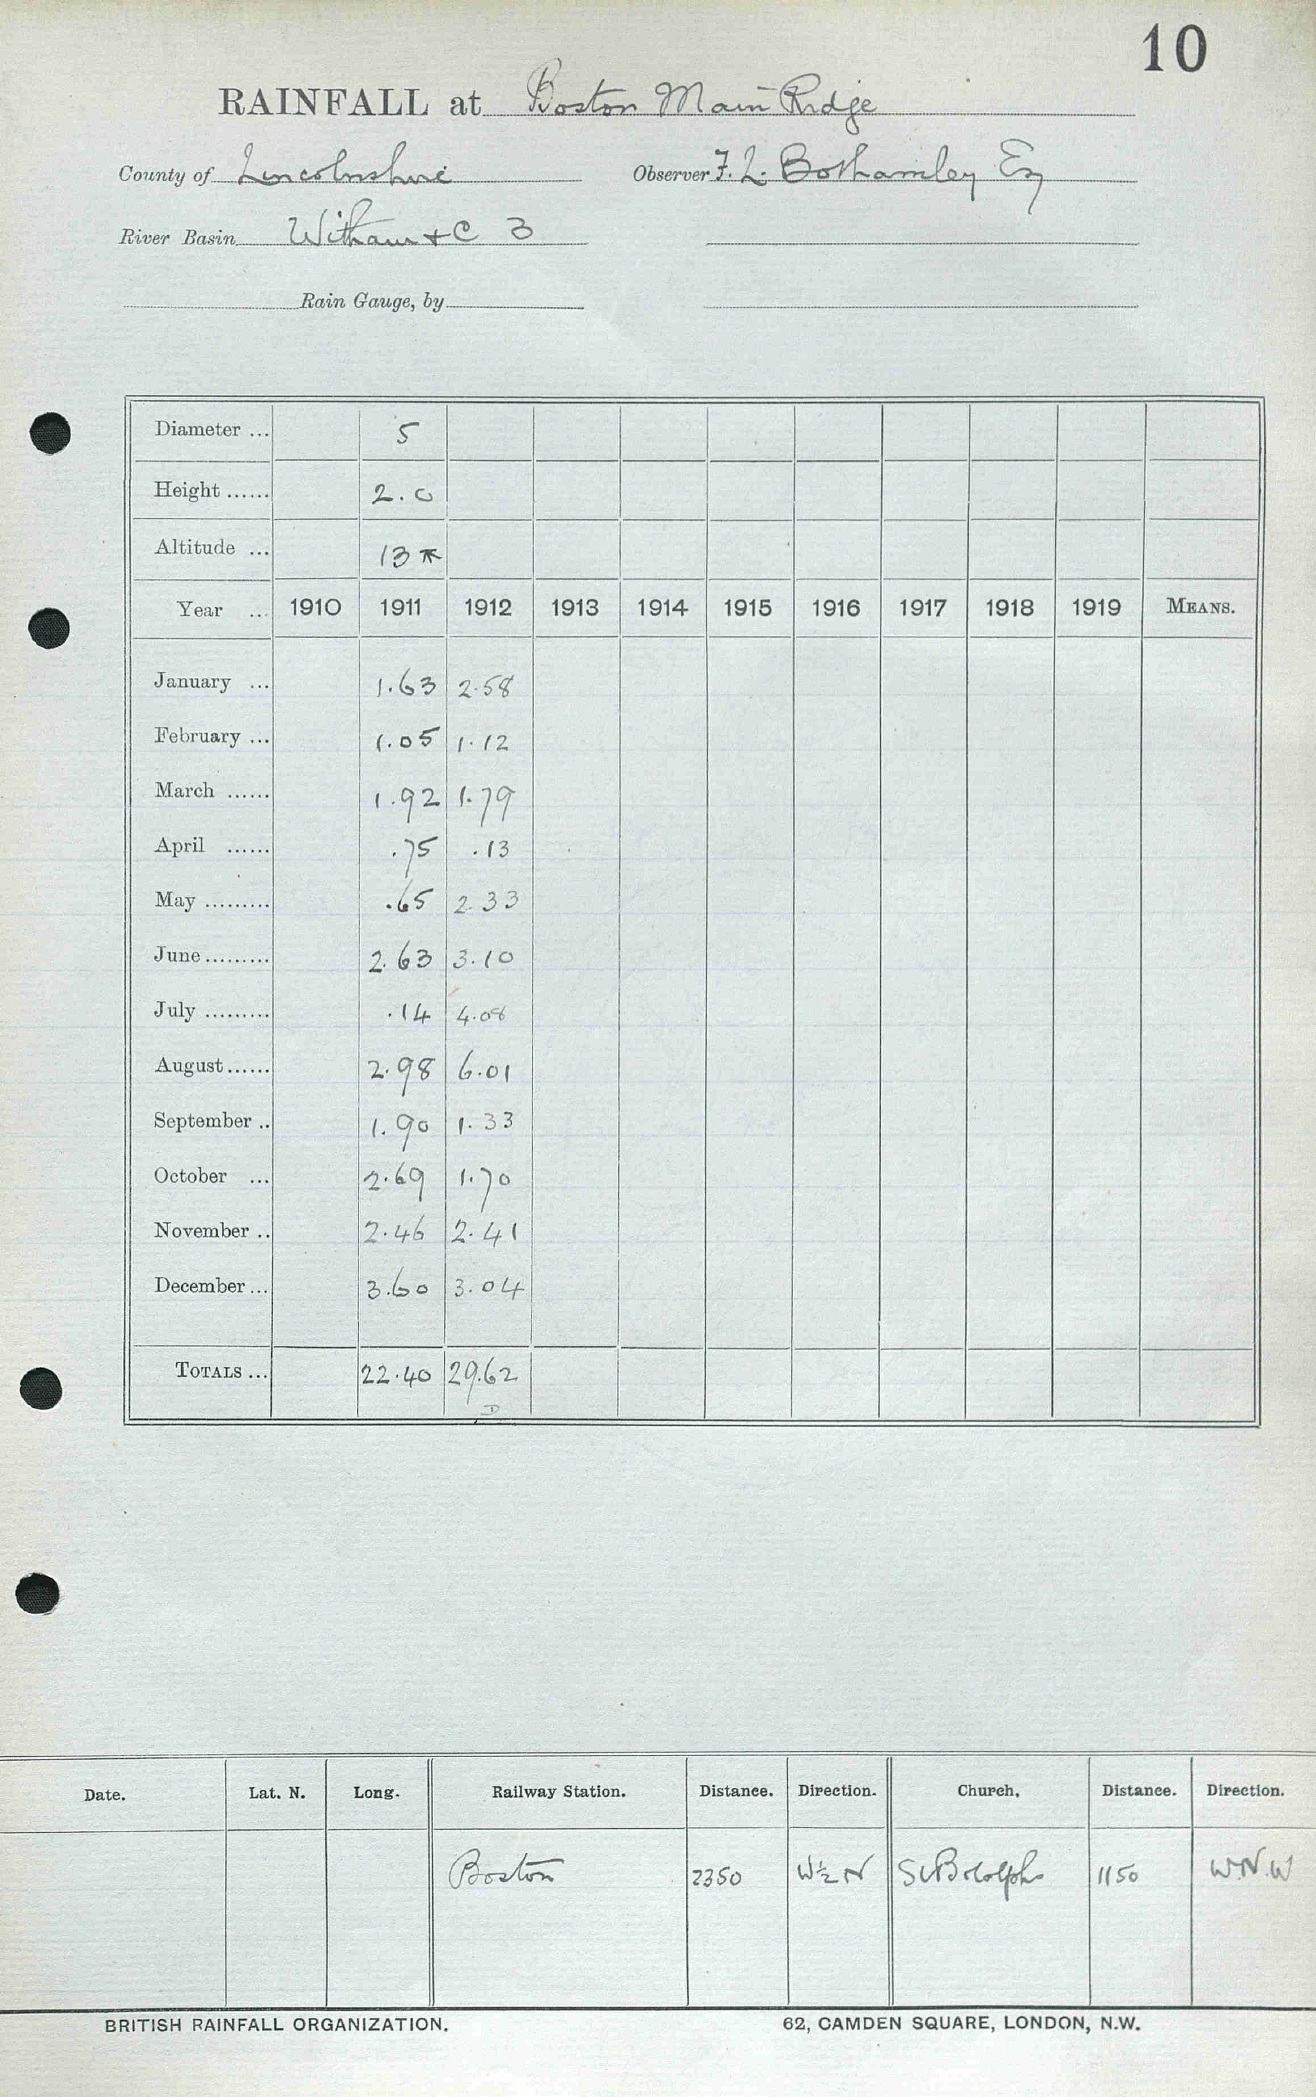 10
RAINFALL at Boston Main Ridge
County of Lincolnshire Observer F. L. Bothamley Esq
River Basin Witham + C 3
Rain Gauge, by
Diameter ... 5
Height ...... 2.0
Altitude ... 13 *
Year ... 1910 1911 1912 1913 1914 1915 1916 1917 1918 1919 MEANS.
January ... 1.63 2.58
February ... 1.05 1.12
March ...... 1.92 1.79
April ...... .75 .13
May ......... .65 2.33
June ......... 2.63 3.10
July ......... .14 4.08
August ...... 2.98 6.01
September .. 1.90 1.33
October ... 2.69 1.70
November .. 2.46 2.41
December ... 3.60 3.04
TOTALS ... 22.40 29.62
D
Date. Lat. N. Long. Railway Station. Distance. Direction. Church. Distance. Direction.
Boston 2350 W½N St Botolphs 1150 W.N.W
BRITISH RAINFALL ORGANIZATION. 62, CAMDEN SQUARE, LONDON, N.W.